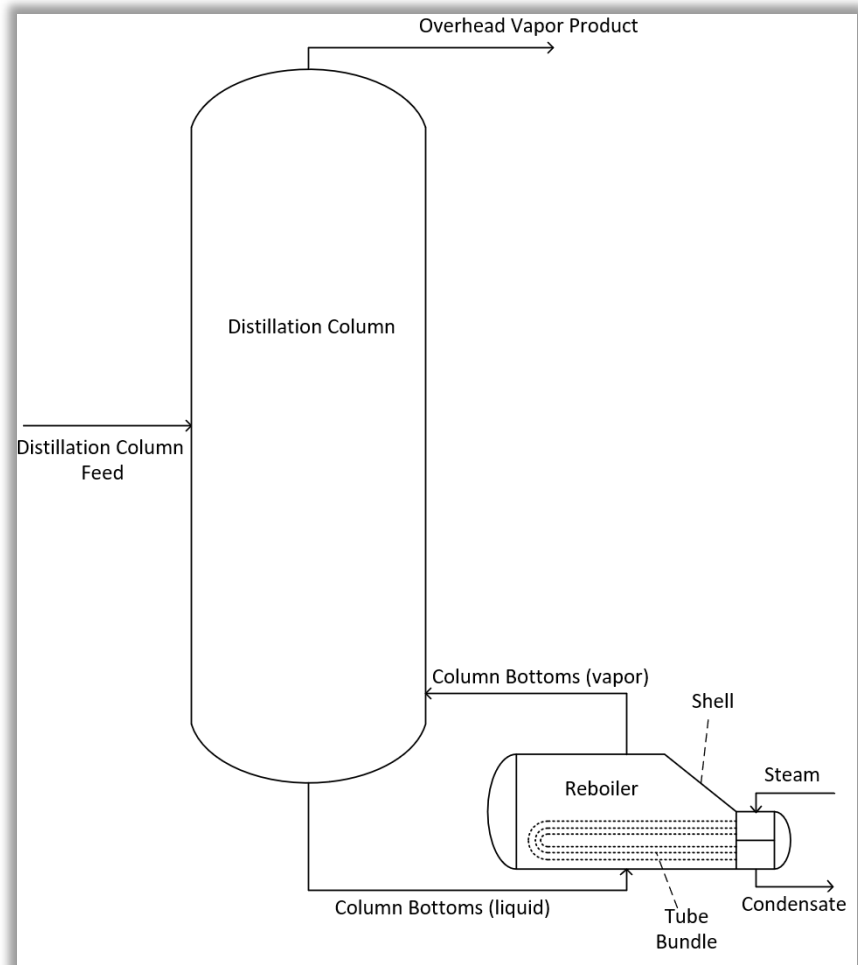 Overhead Vapor Product
Distillation Column
Distillation Column
Feed
Column Bottoms (vapor)
Shell
Steam
Reboiler
Column Bottoms (liquid)
Tube
Bundle
Condensate